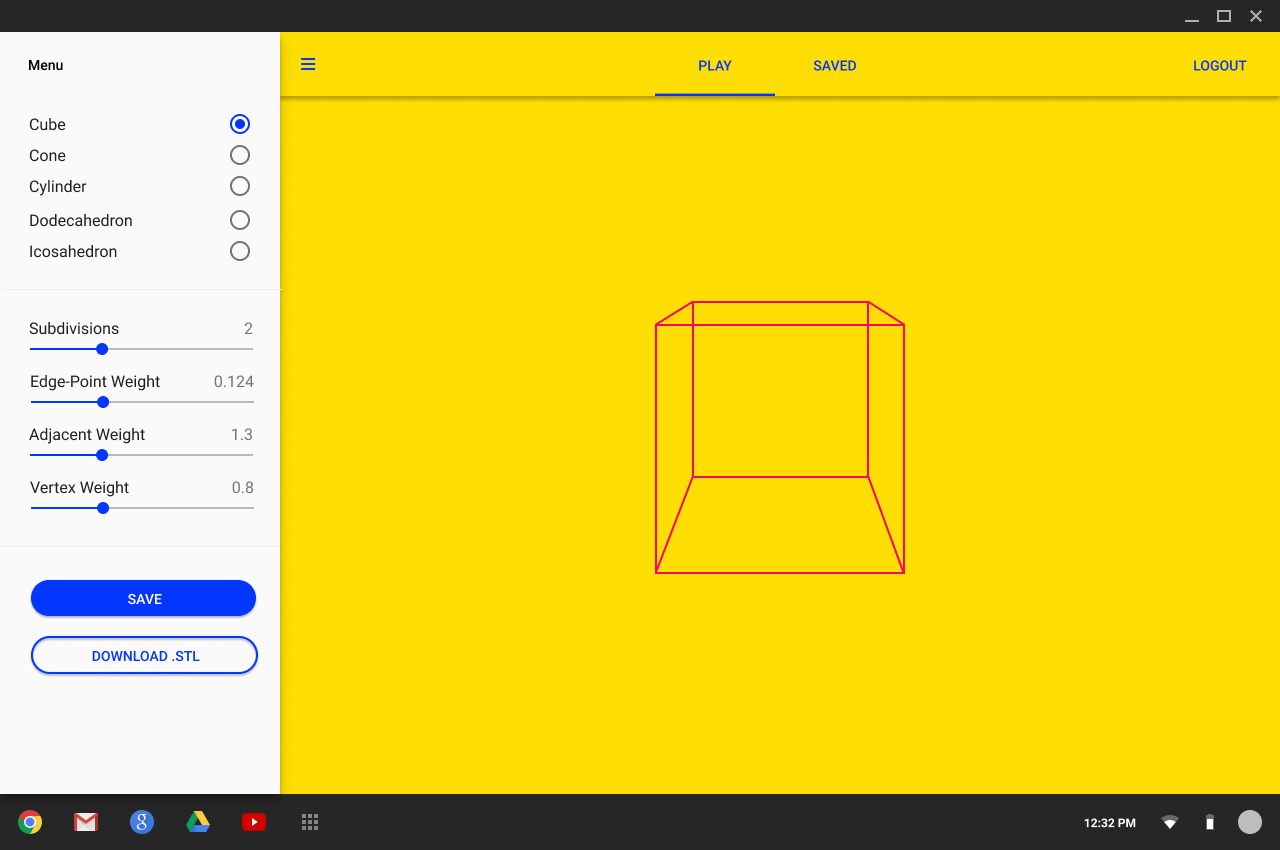 Menu
PLAY
SAVED
LOGOUT
Cube
Cone
Cylinder
Dodecahedron
Icosahedron
Subdivisions 2
Edge-Point Weight 0.124
Adjacent Weight 1.3
Vertex Weight 0.8
SAVE
DOWNLOAD .STL
g
12:32 PM